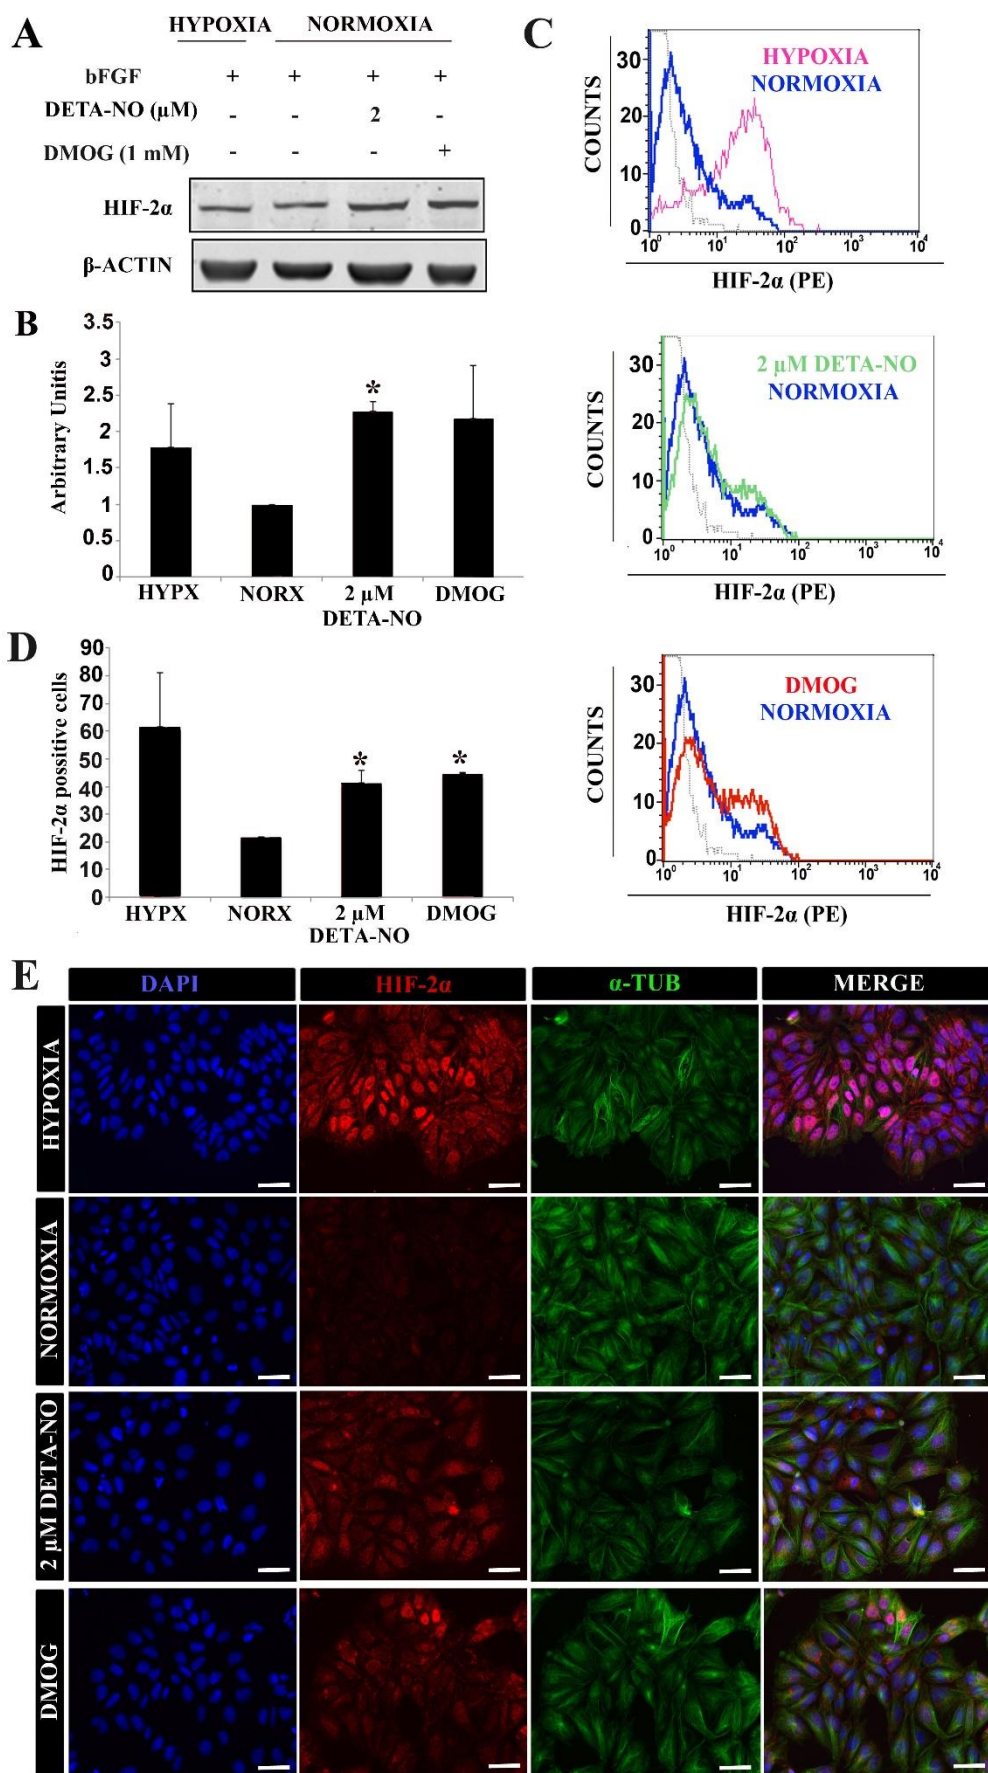 A
HYPOXIA NORMOXIA
bFGF + + + +
DETA-NO (µM) - - 2 -
DMOG (1 mM) - - - +
HIF-2α
β-ACTIN
B
3.5
3
2.5
2
1.5
1
0.5
0
Arbitrary Unitis
*
HYPX NORX 2 µM DMOG
DETA-NO
C
30
20
10
0
COUNTS
HYPOXIA
NORMOXIA
10⁰ 10¹ 10² 10³ 10⁴
HIF-2α (PE)
30
20
10
0
COUNTS
2 µM DETA-NO
NORMOXIA
10⁰ 10¹ 10² 10³ 10⁴
HIF-2α (PE)
30
20
10
0
COUNTS
DMOG
NORMOXIA
10⁰ 10¹ 10² 10³ 10⁴
HIF-2α (PE)
D
90
80
70
60
50
40
30
20
10
0
HIF-2α possitive cells
* *
HYPX NORX 2 µM DMOG
DETA-NO
E
DAPI HIF-2α α-TUB MERGE
HYPOXIA
NORMOXIA
2 µM DETA-NO
DMOG